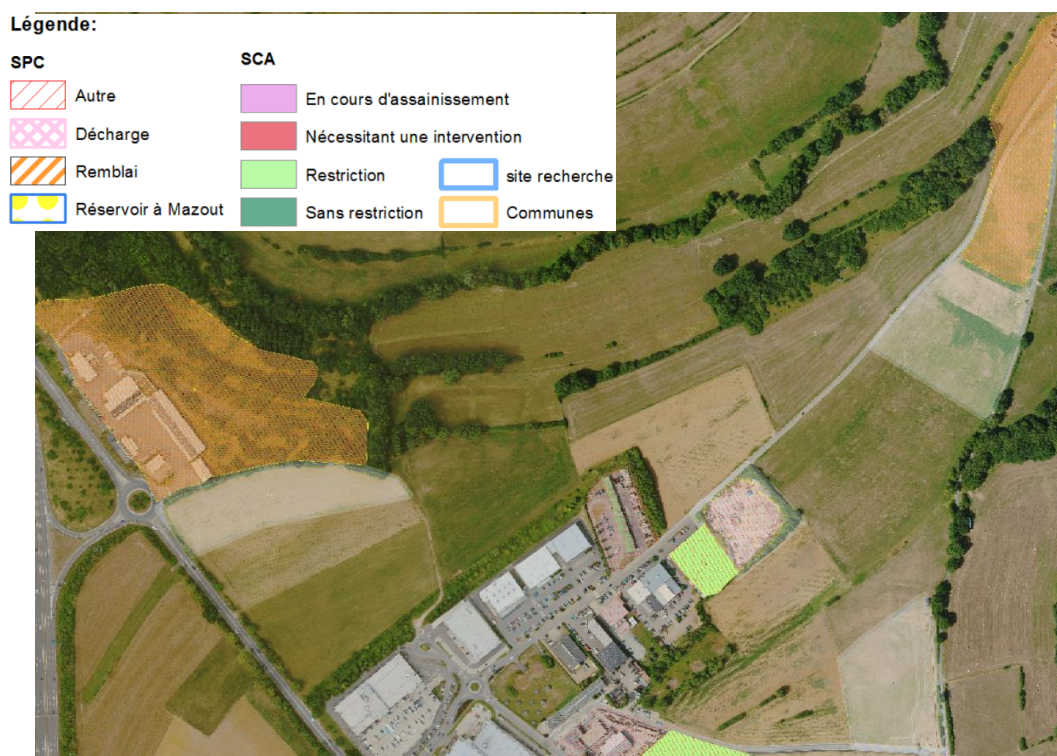 Légende:
SPC
Autre
Décharge
Remblai
Réservoir à Mazout
SCA
En cours d'assainissement
Nécessitant une intervention
Restriction
Sans restriction
site recherche
Communes